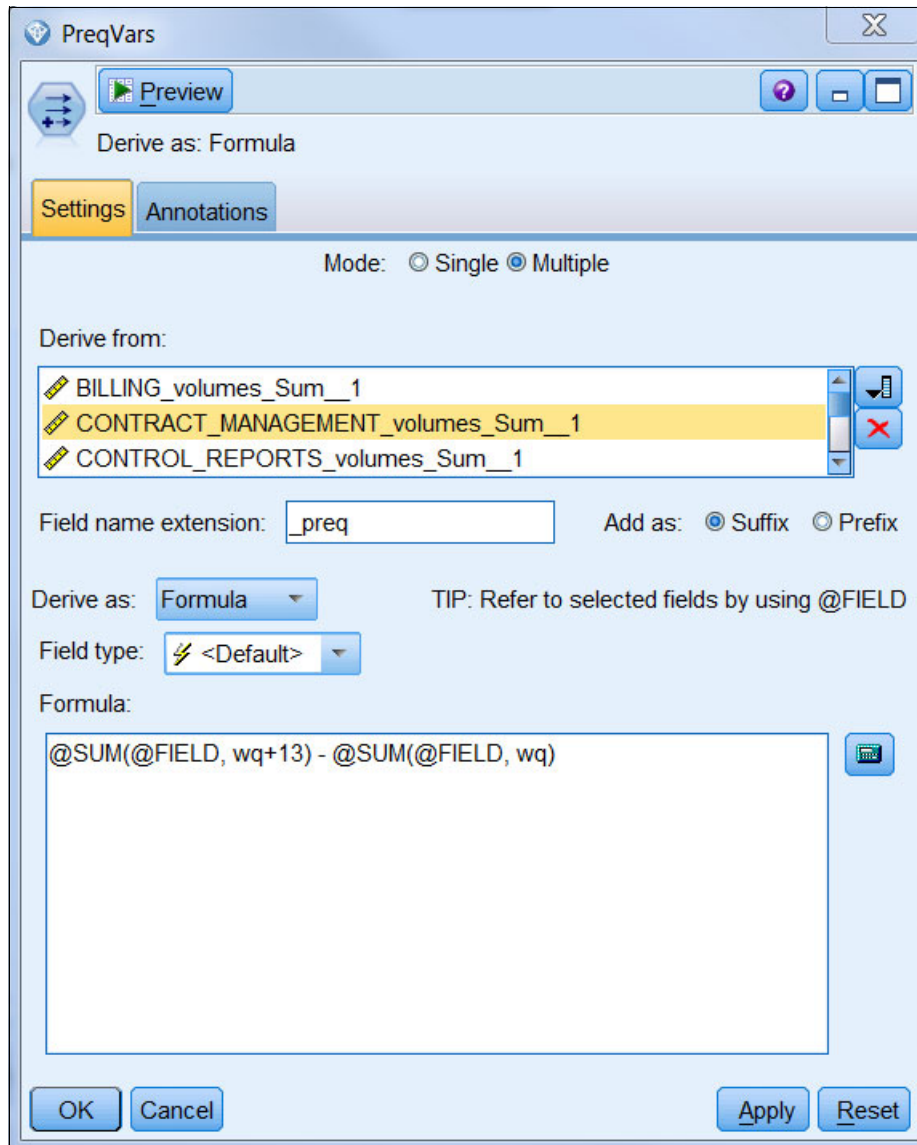 PreqVars
Preview
Derive as: Formula
Settings Annotations
Mode: Single Multiple
Derive from:
BILLING_volumes_Sum__1
CONTRACT_MANAGEMENT_volumes_Sum__1
CONTROL_REPORTS_volumes_Sum__1
Field name extension: _preq Add as: Suffix Prefix
Derive as: Formula TIP: Refer to selected fields by using @FIELD
Field type: <Default>
Formula:
@SUM(@FIELD, wq+13) - @SUM(@FIELD, wq)
OK Cancel Apply Reset